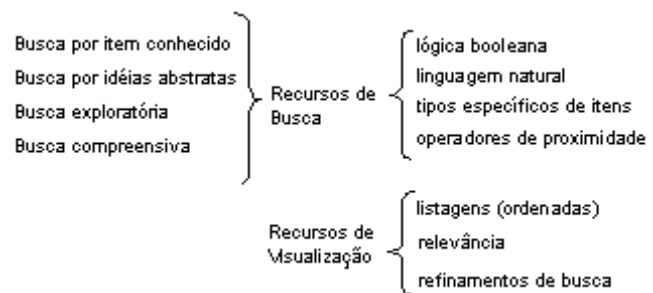 Busca por item conhecido
Busca por idéias abstratas
Busca exploratória
Busca compreensiva
Recursos de
Busca
lógica booleana
linguagem natural
tipos específicos de itens
operadores de proximidade
Recursos de
Visualização
listagens (ordenadas)
relevância
refinamentos de busca